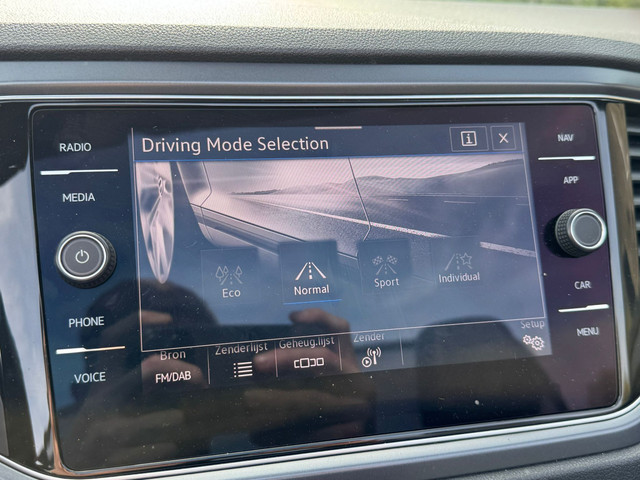 RADIO
MEDIA
PHONE
VOICE
Driving Mode Selection
i X
Eco
Normal
Sport
Individual
Bron
FM/DAB
Zenderlijst
Geheug.lijst
Zender
Setup
NAV
APP
CAR
MENU